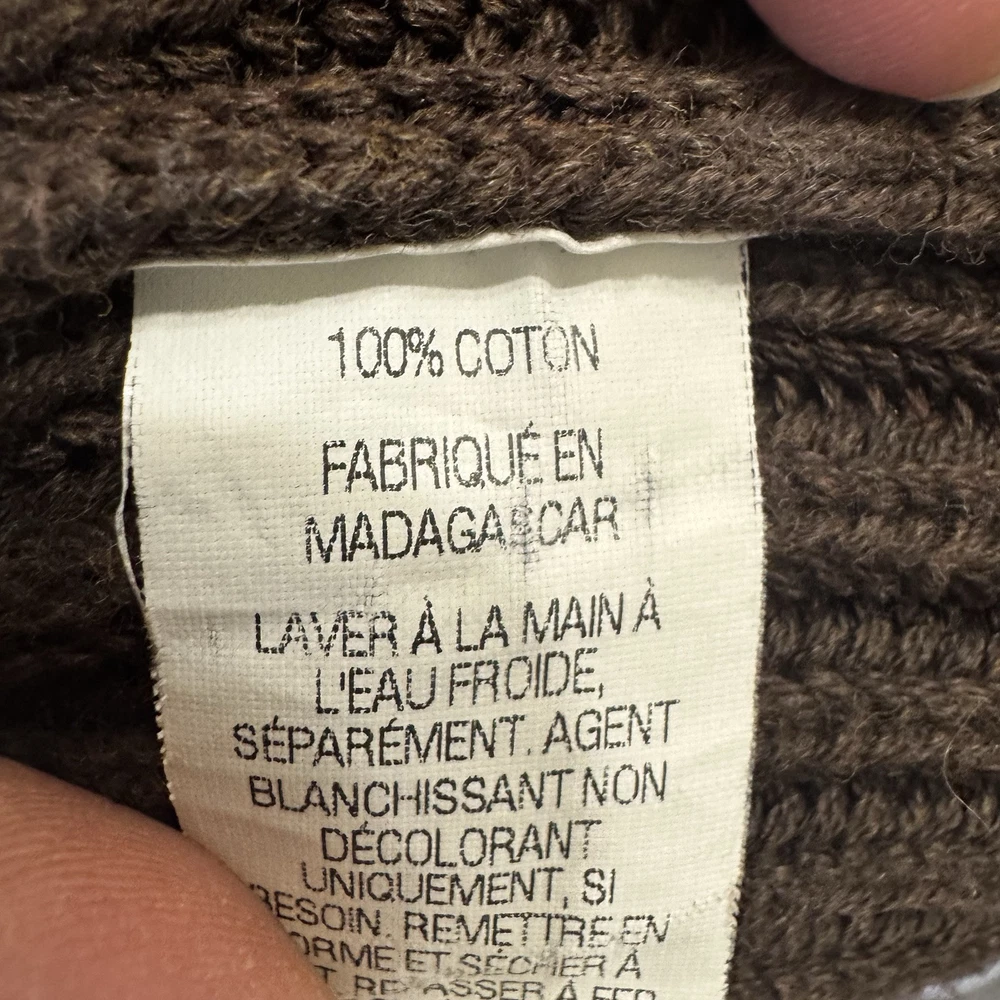 100% COTON
FABRIQUÉ EN
MADAGASCAR
LAVER À LA MAIN À
L'EAU FROIDE,
SÉPARÉMENT. AGENT
BLANCHISSANT NON
DÉCOLORANT
UNIQUEMENT, SI
BESOIN. REMETTRE EN
ORME ET SÉCHER À
À FER